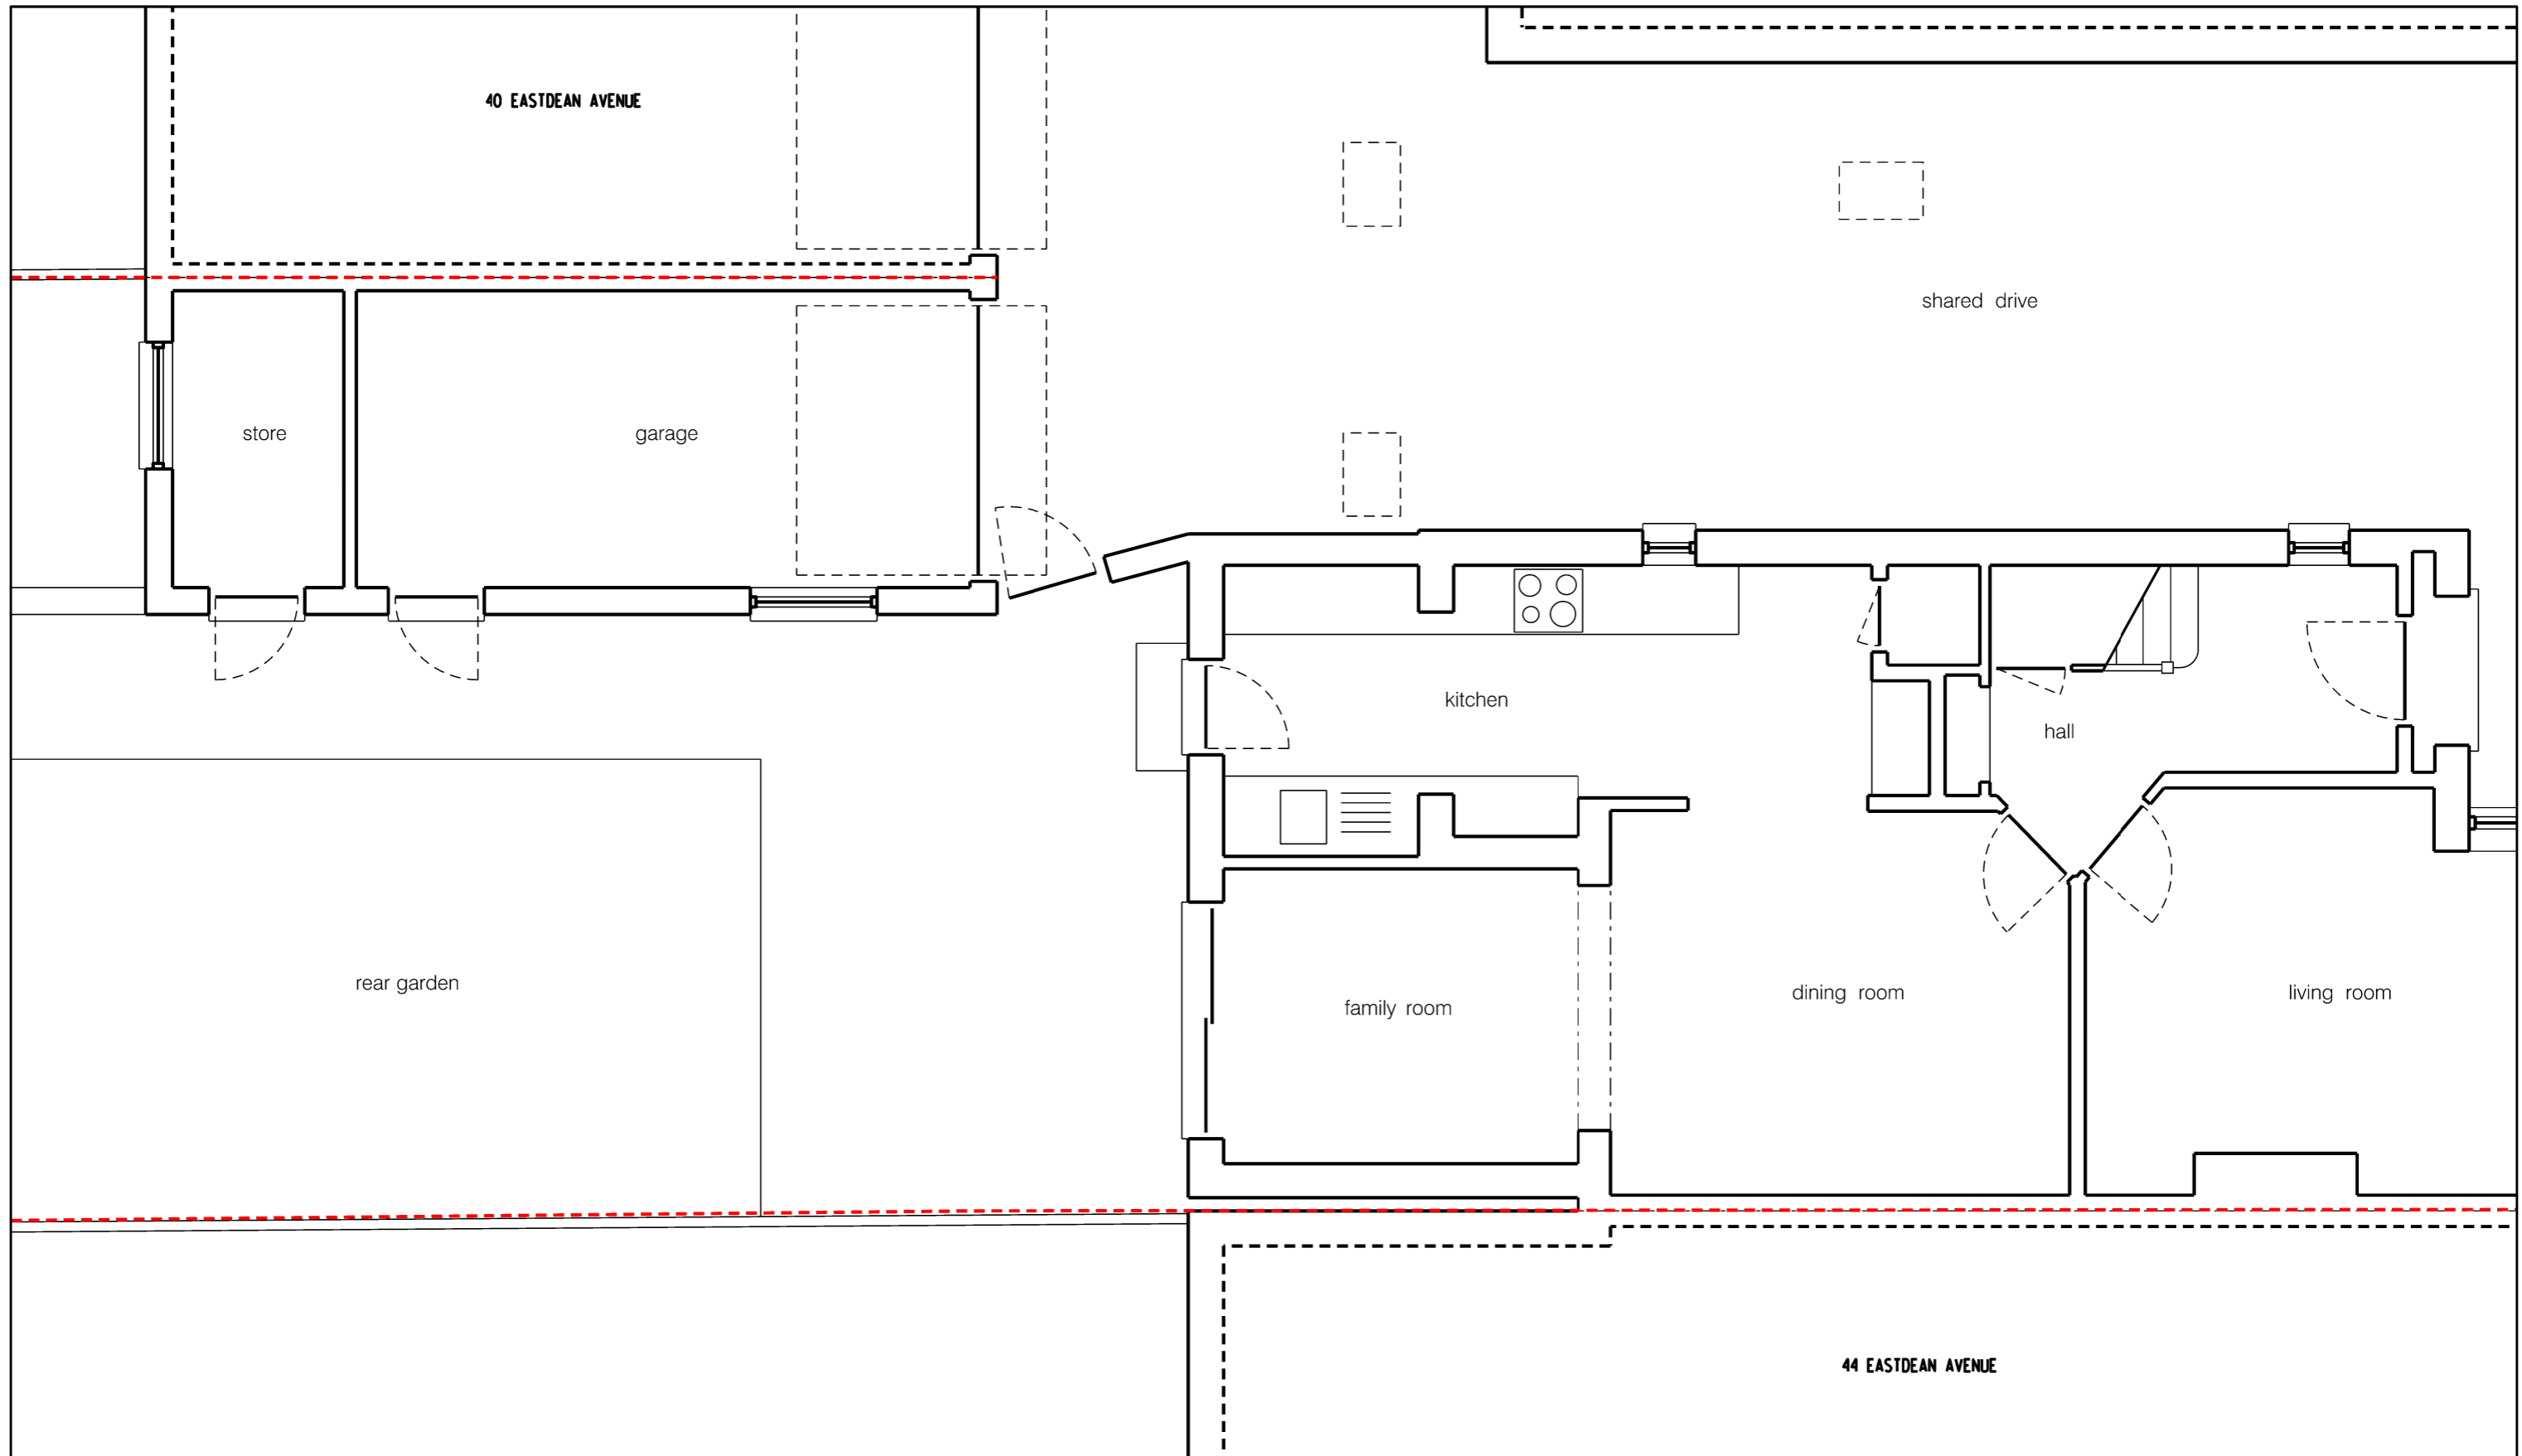 40 EASTDEAN AVENUE
shared drive
store
garage
kitchen
hall
rear garden
family room
dining room
living room
44 EASTDEAN AVENUE